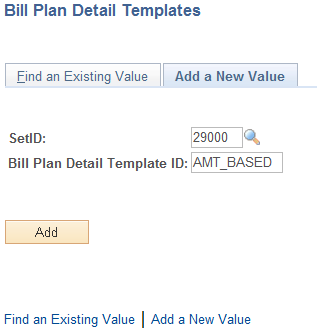 Bill Plan Detail Templates
Find an Existing Value Add a New Value
SetID: 29000
Bill Plan Detail Template ID: AMT_BASED
Add
Find an Existing Value | Add a New Value